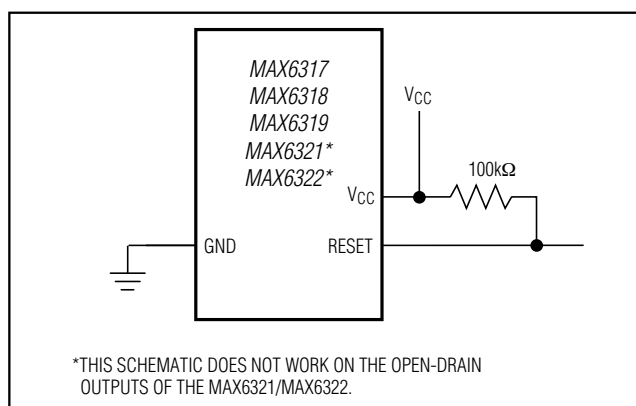 MAX6317
MAX6318
MAX6319
MAX6321*
MAX6322*
VCC
100kΩ
VCC
GND
RESET
*THIS SCHEMATIC DOES NOT WORK ON THE OPEN-DRAIN
OUTPUTS OF THE MAX6321/MAX6322.